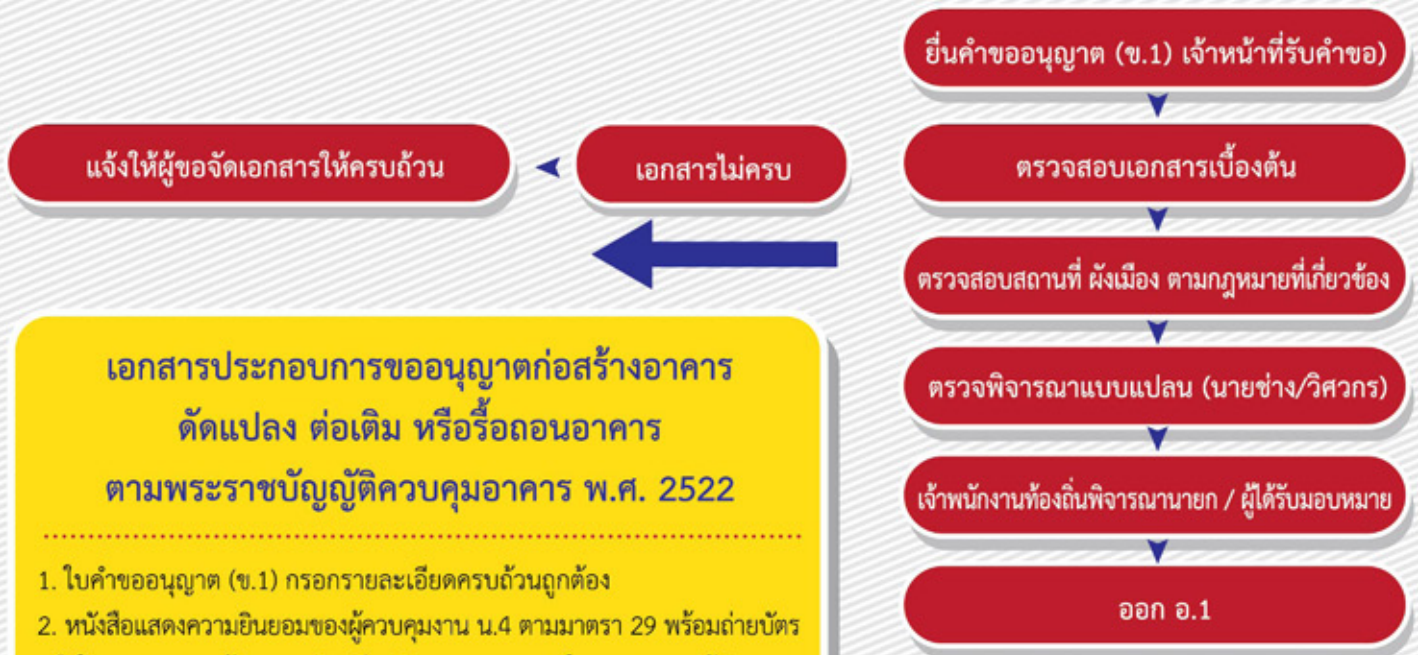 ยื่นคำขออนุญาต (ข.1) เจ้าหน้าที่รับคำขอ)
แจ้งให้ผู้ขอจัดเอกสารให้ครบถ้วน
เอกสารไม่ครบ
ตรวจสอบเอกสารเบื้องต้น
ตรวจสอบสถานที่ ผังเมือง ตามกฎหมายที่เกี่ยวข้อง
ตรวจพิจารณาแบบแปลน (นายช่าง/วิศวกร)
เจ้าพนักงานท้องถิ่นพิจารณานายก / ผู้ได้รับมอบหมาย
ออก อ.1
เอกสารประกอบการขออนุญาตก่อสร้างอาคาร
ดัดแปลง ต่อเติม หรือรื้อถอนอาคาร
ตามพระราชบัญญัติควบคุมอาคาร พ.ศ. 2522
1. ใบคำขออนุญาต (ข.1) กรอกรายละเอียดครบถ้วนถูกต้อง
2. หนังสือแสดงความยินยอมของผู้ควบคุมงาน น.4 ตามมาตรา 29 พร้อมถ่ายบัตร